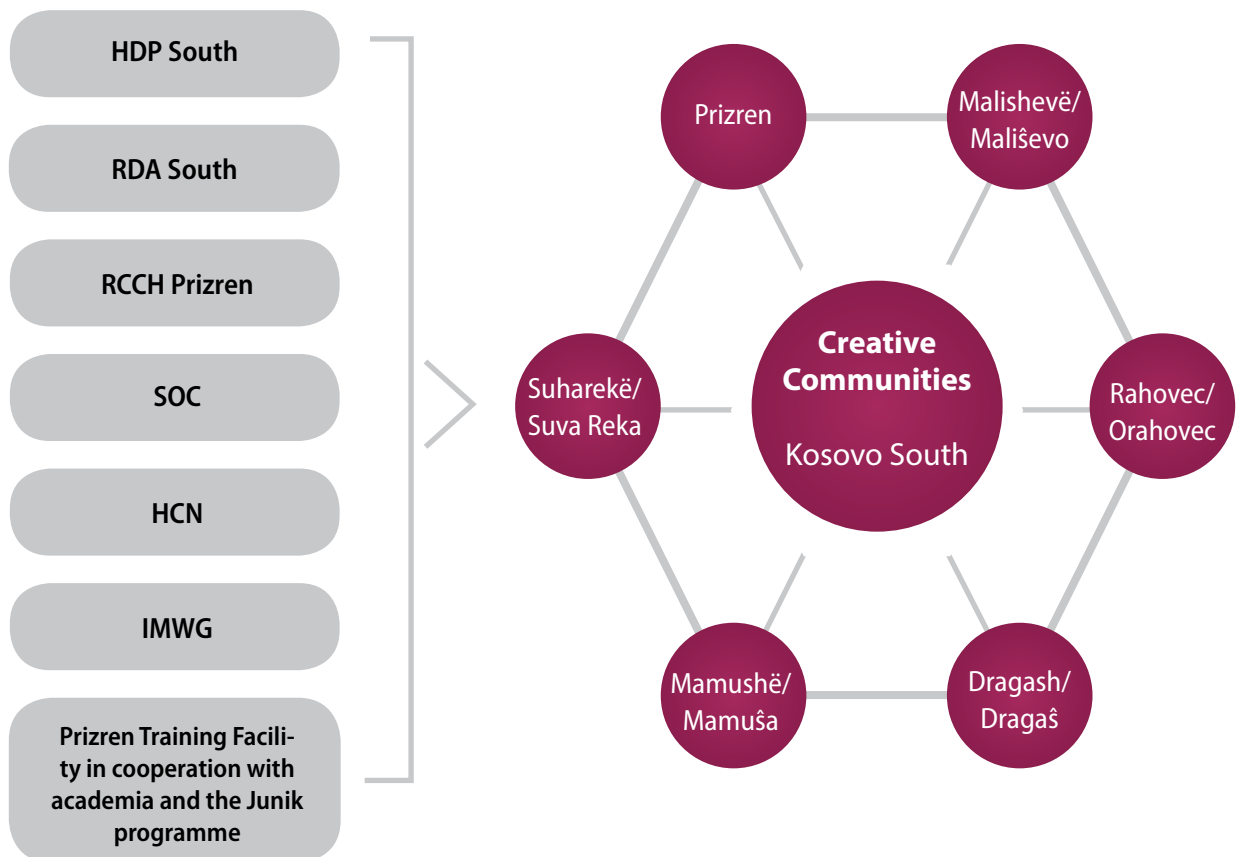 HDP South
RDA South
RCCH Prizren
SOC
HCN
IMWG
Prizren Training Facili-
ty in cooperation with
academia and the Junik
programme
Prizren
Malishevë/
Maliŝevo
Suharekë/
Suva Reka
Creative
Communities
Kosovo South
Rahovec/
Orahovec
Mamushë/
Mamuŝa
Dragash/
Dragaŝ